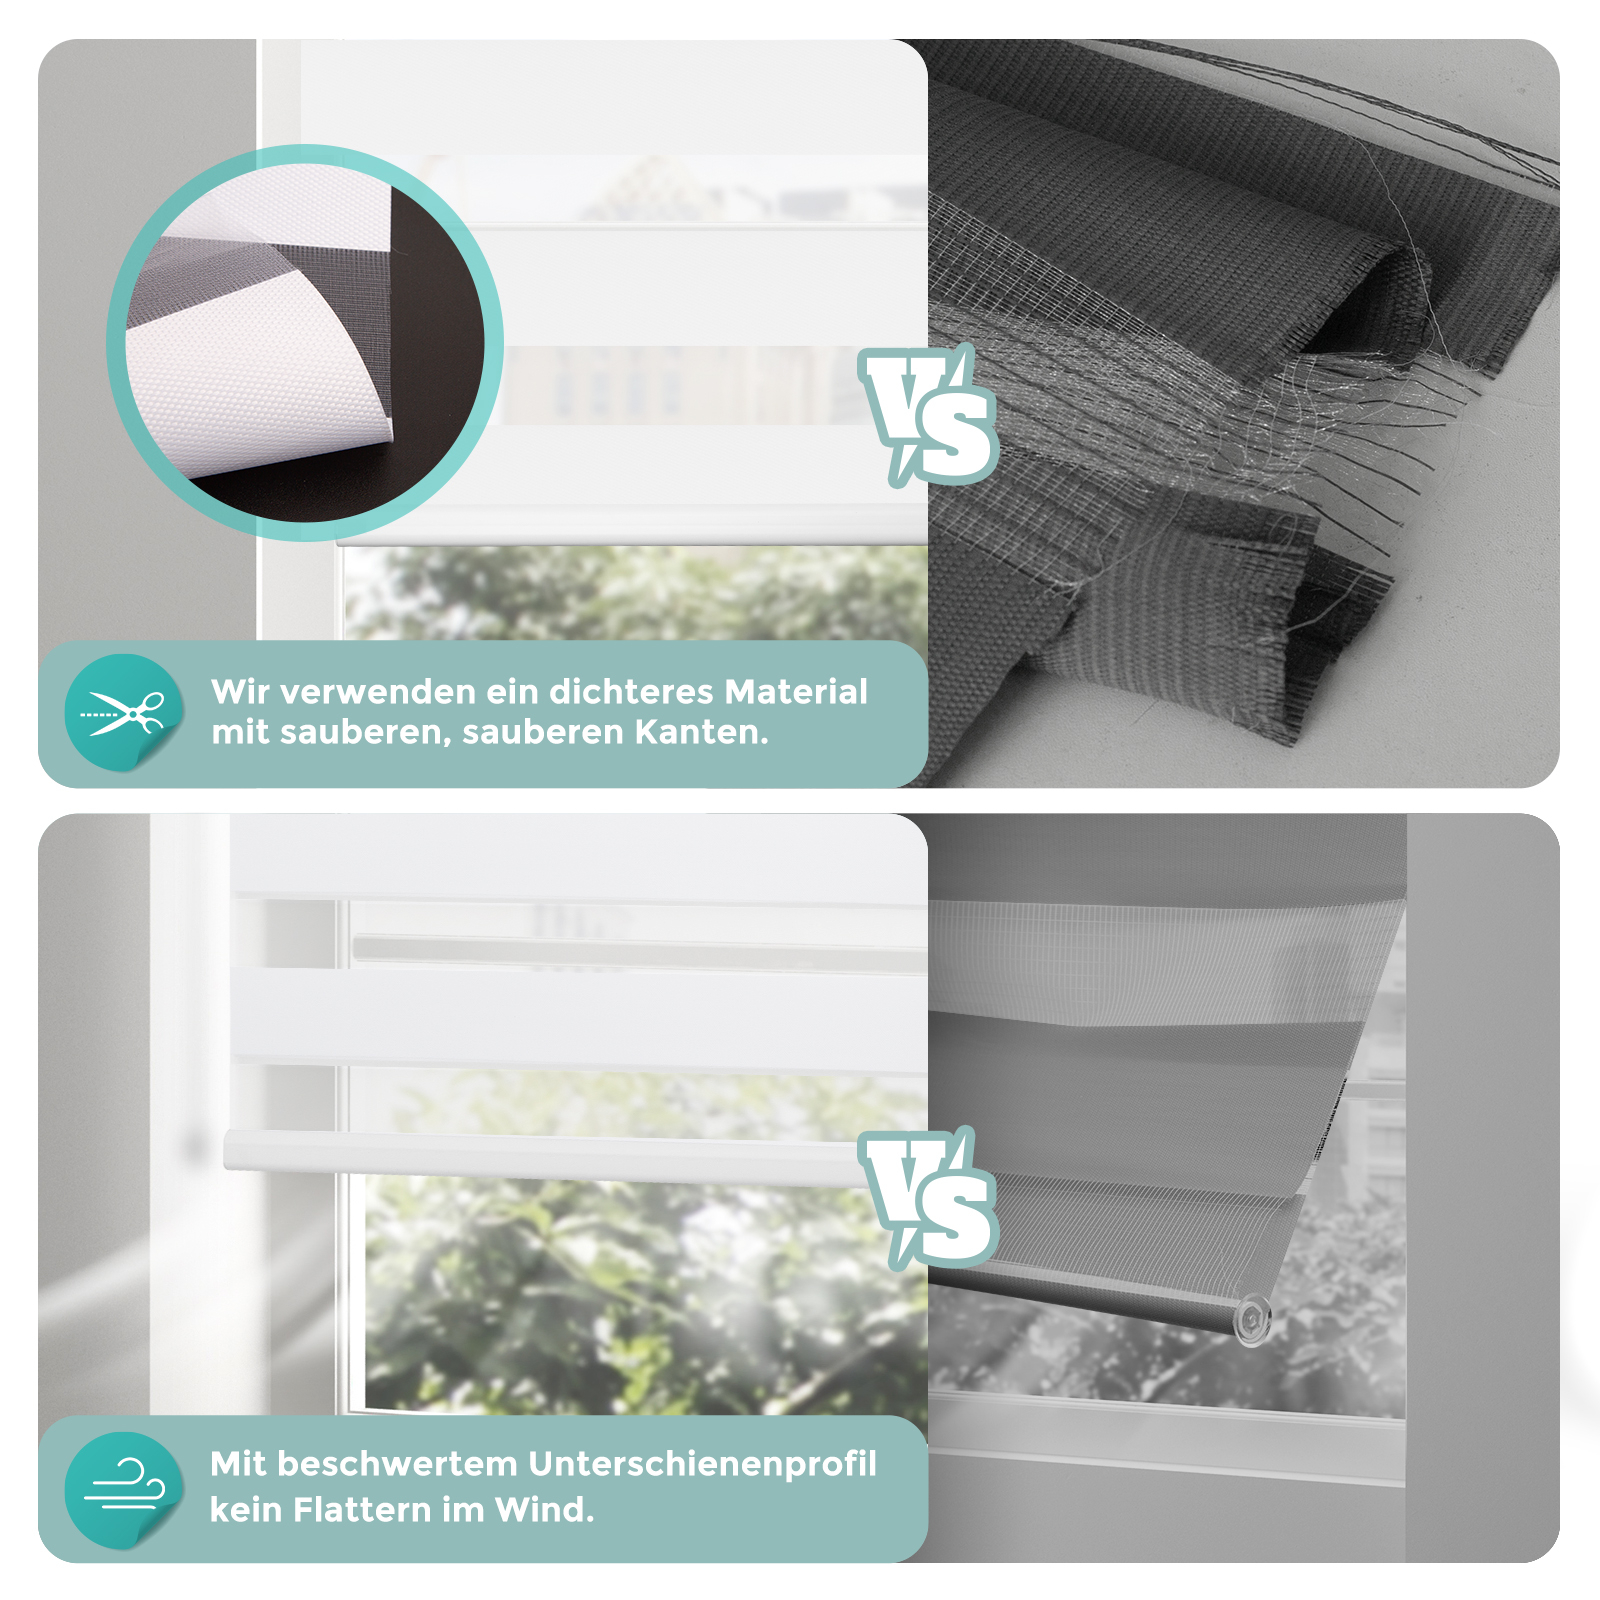 VS
Wir verwenden ein dichteres Material
mit sauberen, sauberen Kanten.
VS
Mit beschwertem Unterschienenprofil
kein Flattern im Wind.